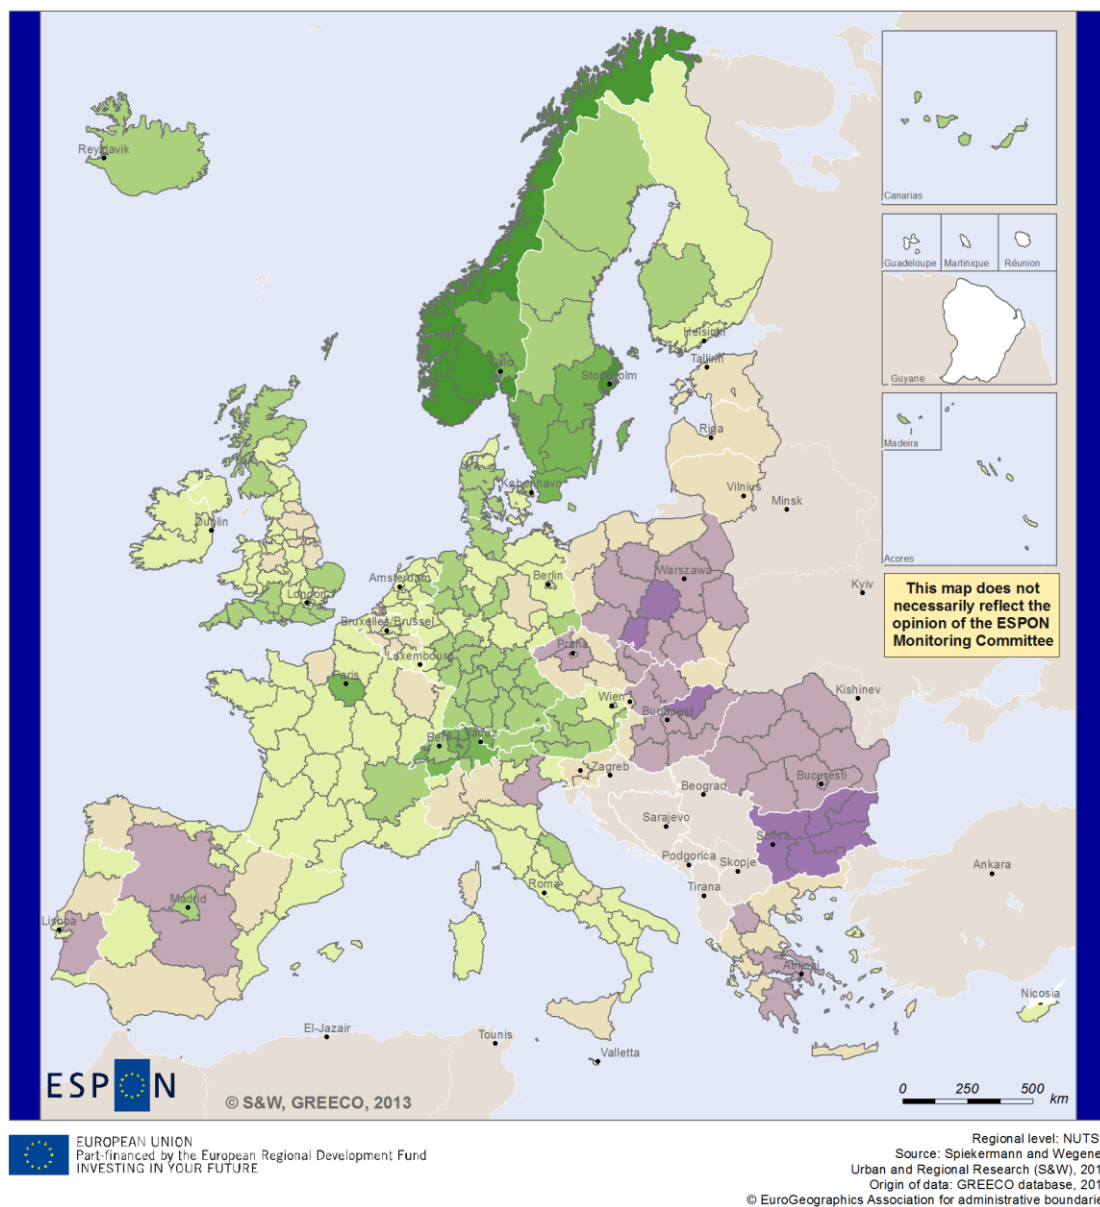 Reykjavik
Canarias
Guadeloupe
Martinique
Réunion
Helsinki
Oslo
Tallinn
Stockholm
Guyane
Riga
Madeira
København
Vilnius
Minsk
Dublin
Acores
Warszawa
Amsterdam
Berlin
Kyiv
This map does not
necessarily reflect the
opinion of the ESPON
Monitoring Committee
London
Bruxelles/Brussel
Praha
Luxembourg
Paris
Kishinev
Wien
Budapest
Bern
Vaduz
Zagreb
Bucuresti
Beograd
Sarajevo
Sofiya
Podgorica
Skopje
Ankara
Roma
Tirana
Madrid
Lisboa
Athinai
Nicosia
El-Jazair
Tounis
Valletta
ESPON
© S&W, GREECO, 2013
0 250 500
km
EUROPEAN UNION
Part-financed by the European Regional Development Fund
INVESTING IN YOUR FUTURE
Regional level: NUTS
Source: Spiekermann and Wegene
Urban and Regional Research (S&W), 201
Origin of data: GREECO database, 201
© EuroGeographics Association for administrative boundarie